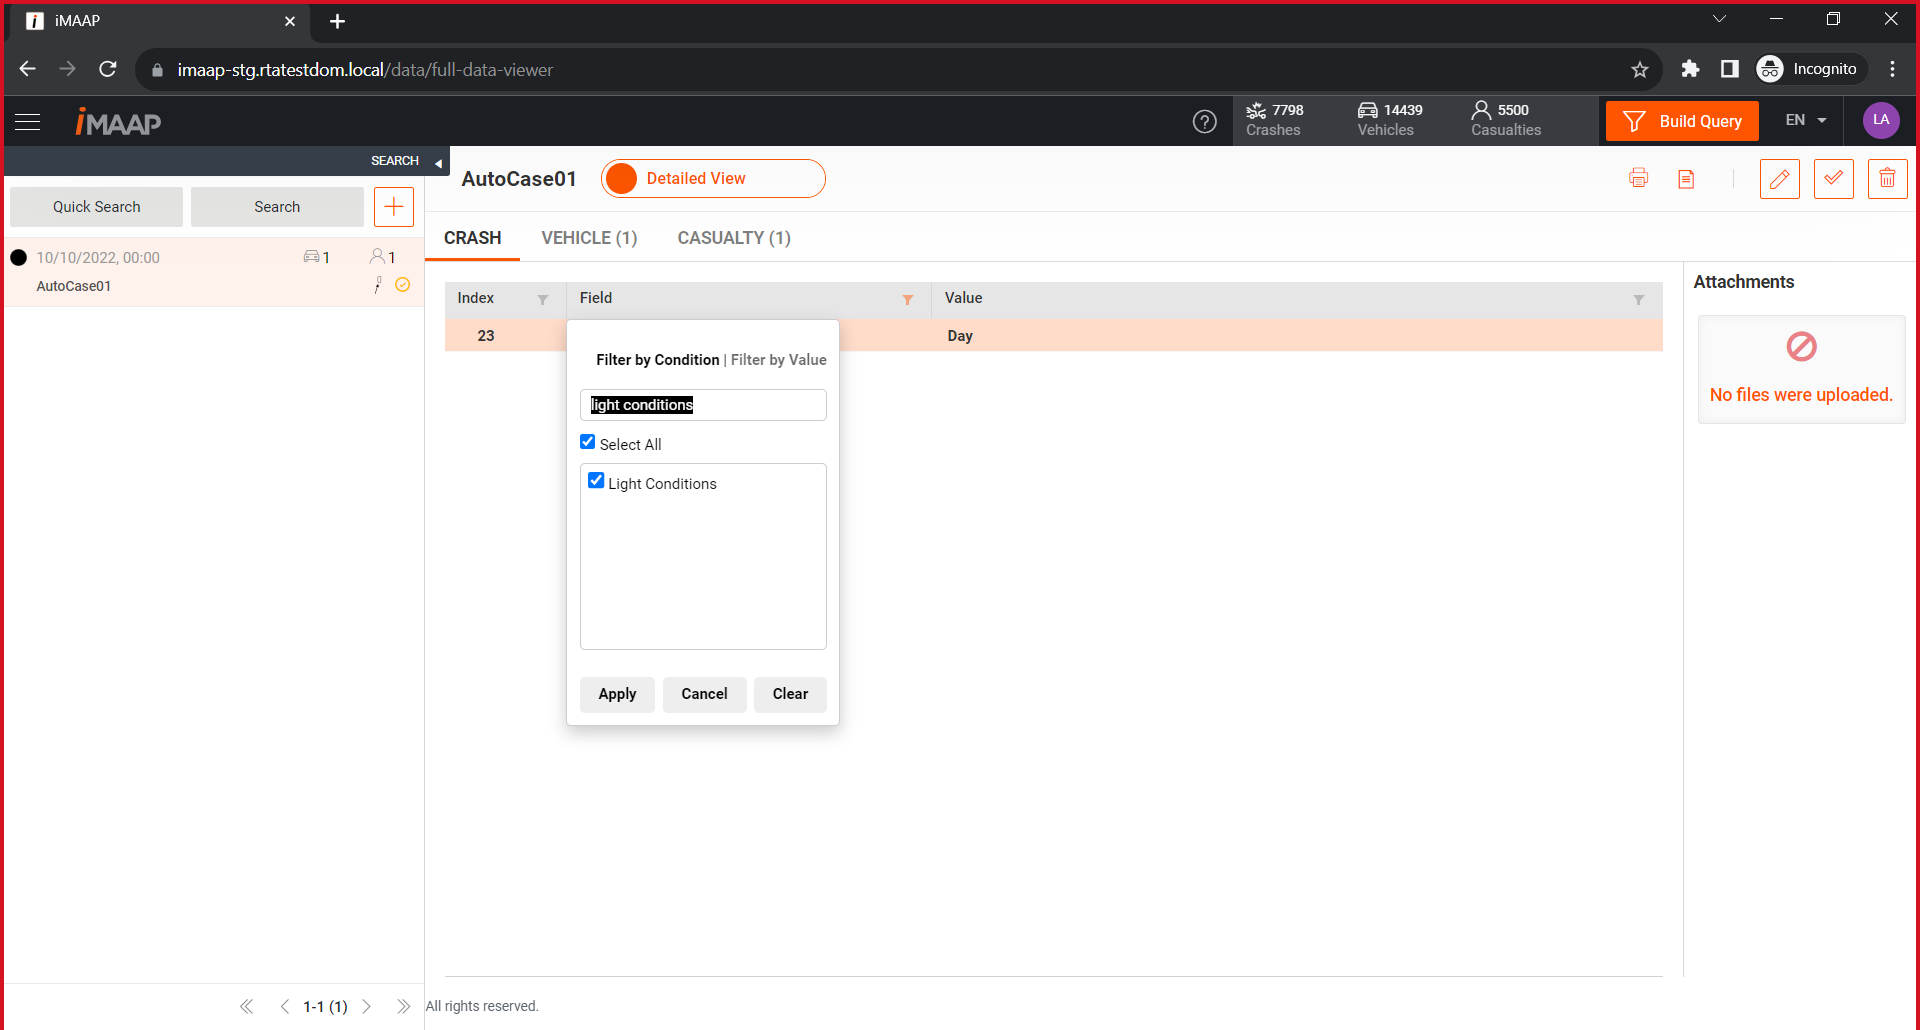 iMAAP
imaap-stg.rtatestdom.local/data/full-data-viewer
Incognito
iMAAP
7798
Crashes
14439
Vehicles
5500
Casualties
Build Query
EN
LA
SEARCH
Quick Search
Search
10/10/2022, 00:00
1
1
AutoCase01
AutoCase01
Detailed View
CRASH
VEHICLE (1)
CASUALTY (1)
Index
Field
Value
23
Day
Filter by Condition | Filter by Value
light conditions
Select All
Light Conditions
Apply
Cancel
Clear
Attachments
No files were uploaded.
1-1 (1)
All rights reserved.